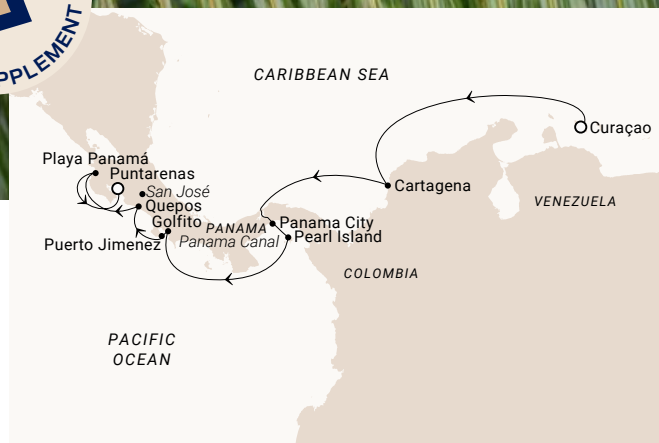 PPLEMENT
CARIBBEAN SEA
Curaçao
Playa Panamá
Puntarenas
San José
Cartagena
VENEZUELA
Quepos
Golfito
PANAMA
Panama City
Puerto Jimenez
Panama Canal
Pearl Island
COLOMBIA
PACIFIC
OCEAN